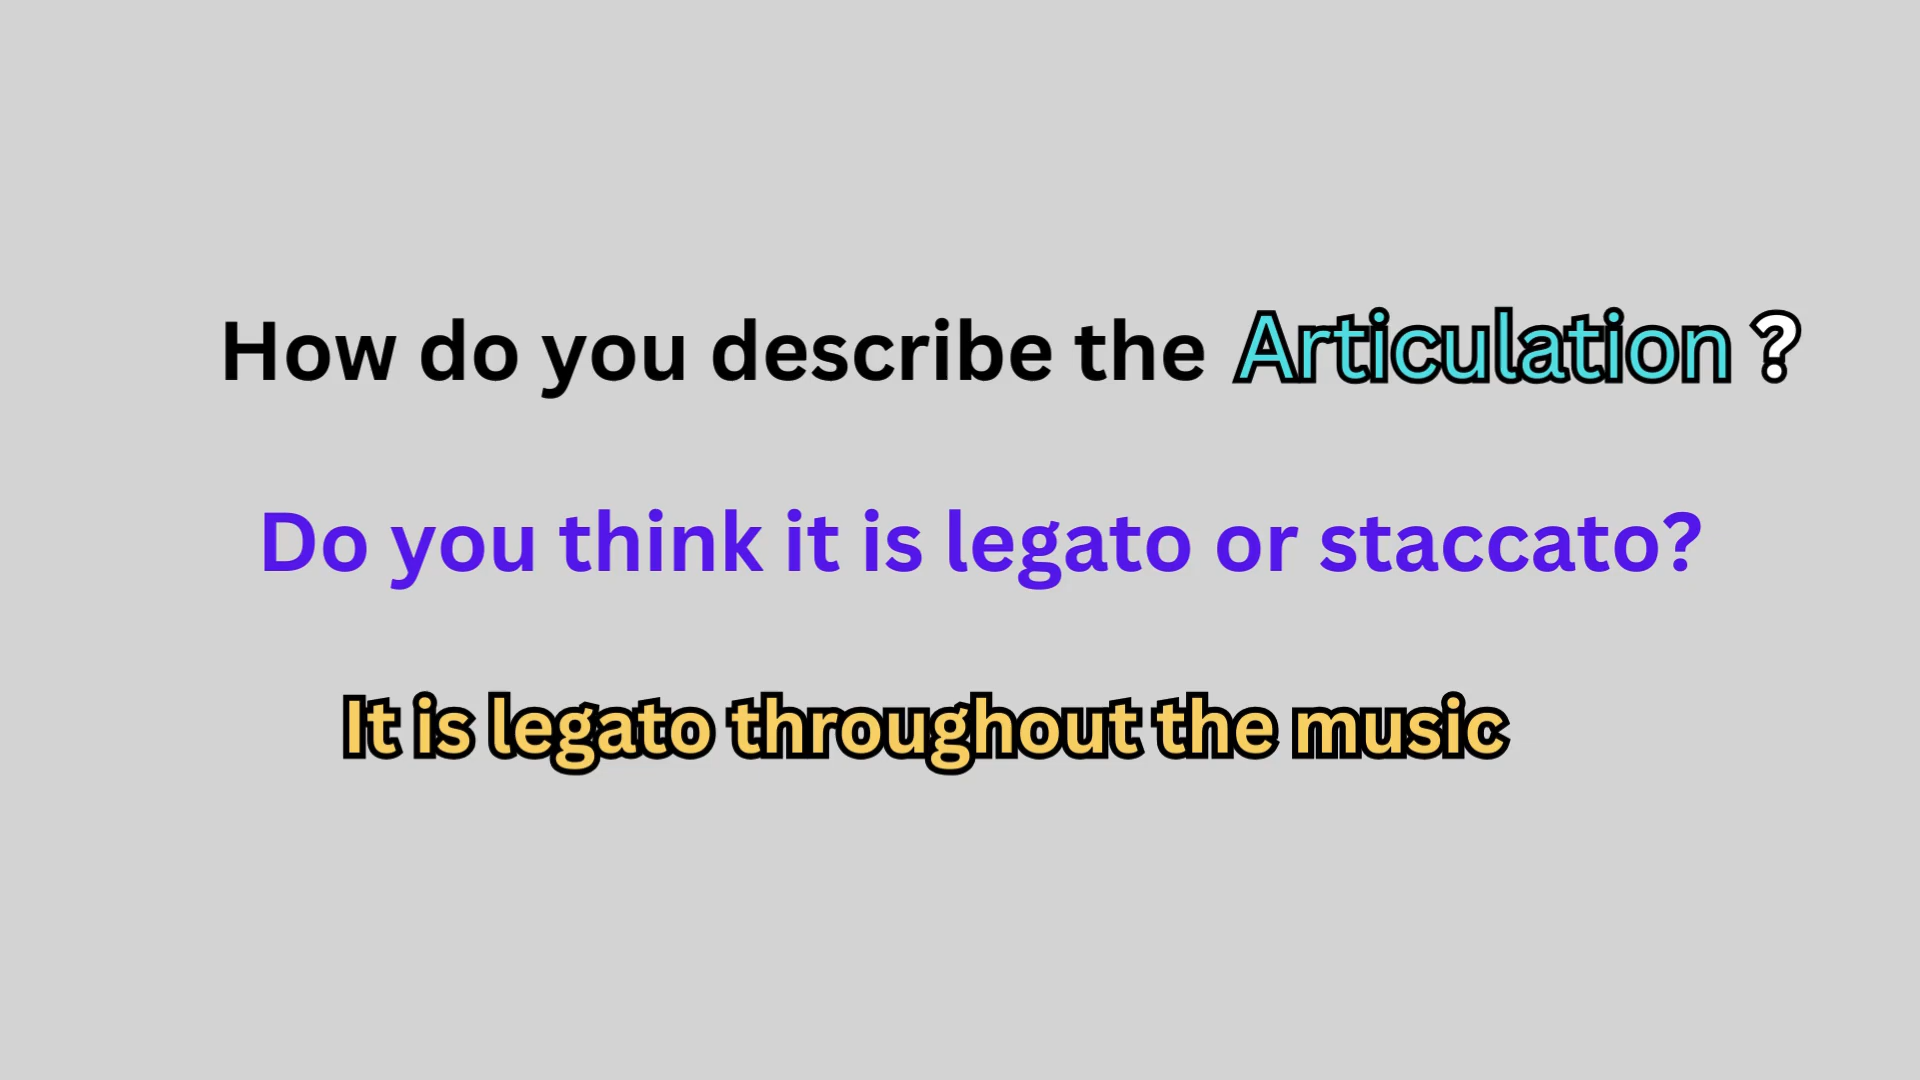 How do you describe the Articulation ?
Do you think it is legato or staccato?
It is legato throughout the music